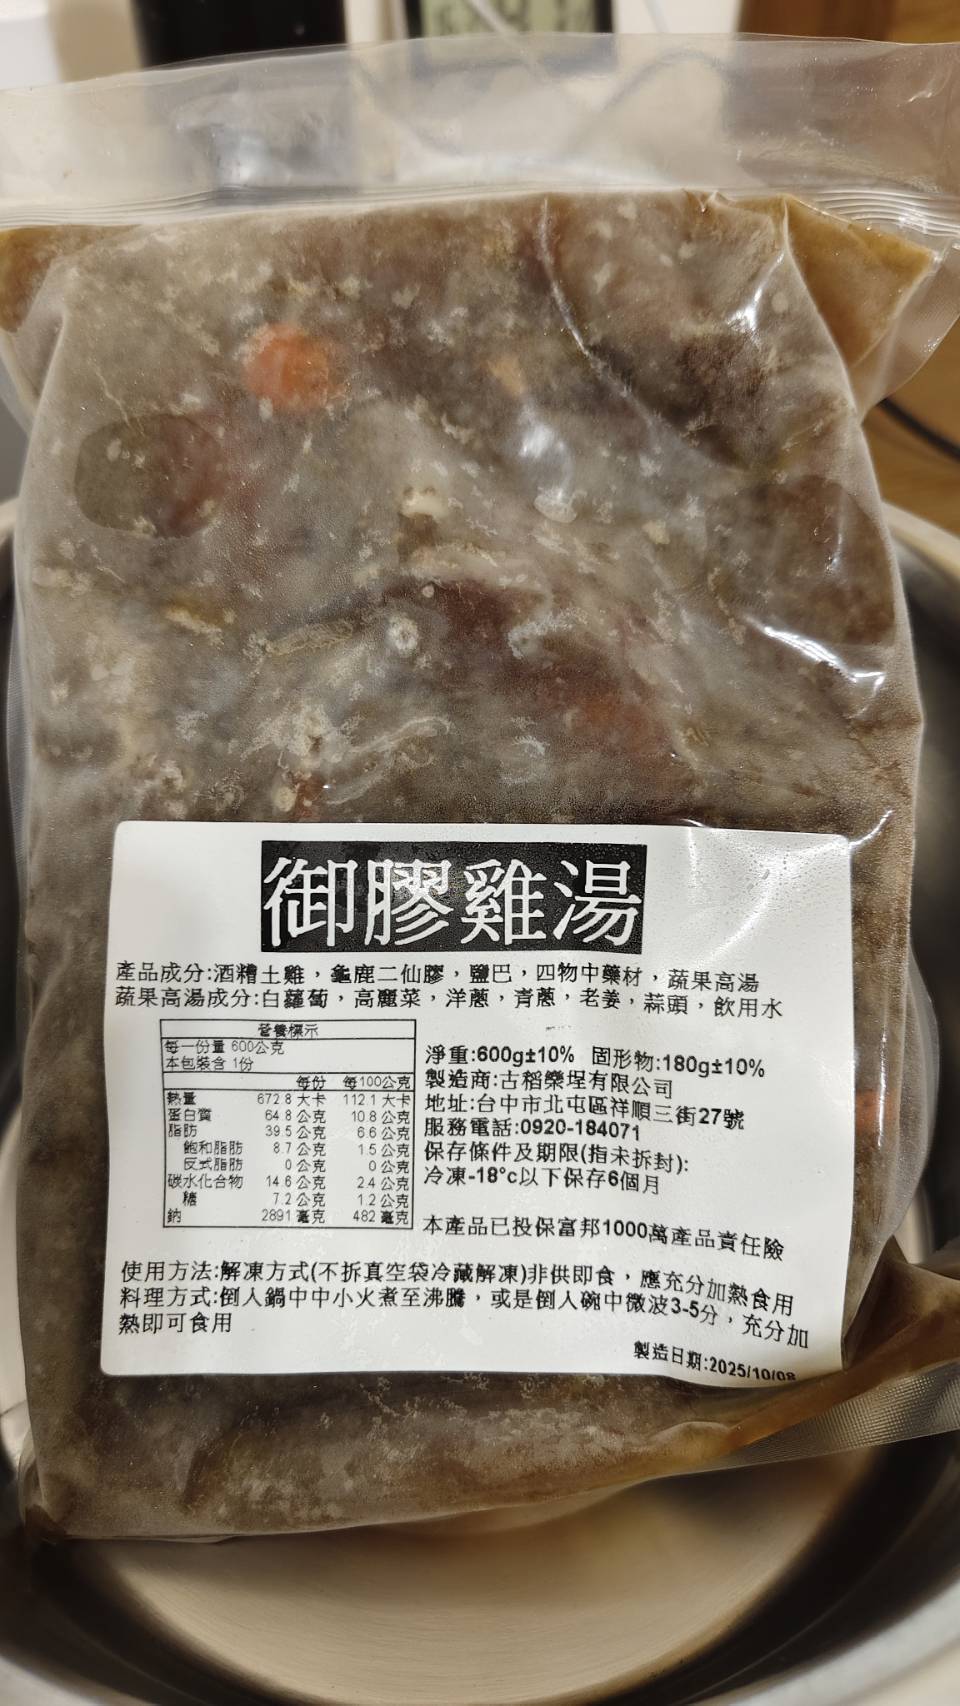 御膠雞湯
產品成分:酒糟土雞，龜鹿二仙膠，鹽巴，四物中藥材，蔬果高湯
蔬果高湯成分:白蘿蔔，高麗菜，洋蔥，青蔥，老姜，蒜頭，飲用水
營養標示
每一份量 600公克
本包裝含 1份
每份 每100公克
熱量 672.8 大卡 112.1 大卡
蛋白質 64.8 公克 10.8 公克
脂肪 39.5 公克 6.6 公克
飽和脂肪 8.7 公克 1.5 公克
反式脂肪 0 公克 0 公克
碳水化合物 14.6 公克 2.4 公克
糖 7.2 公克 1.2 公克
鈉 2891 毫克 482 毫克
淨重:600g±10% 固形物:180g±10%
製造商:古稻樂埕有限公司
地址:台中市北屯區祥順三街27號
服務電話:0920-184071
保存條件及期限(指未拆封):
冷凍-18°c以下保存6個月
本產品已投保富邦1000萬產品責任險
使用方法:解凍方式(不拆真空袋冷藏解凍)非供即食，應充分加熱食用
料理方式:倒入鍋中中小火煮至沸騰，或是倒入碗中微波3-5分，充分加
熱即可食用
製造日期:2025/10/08